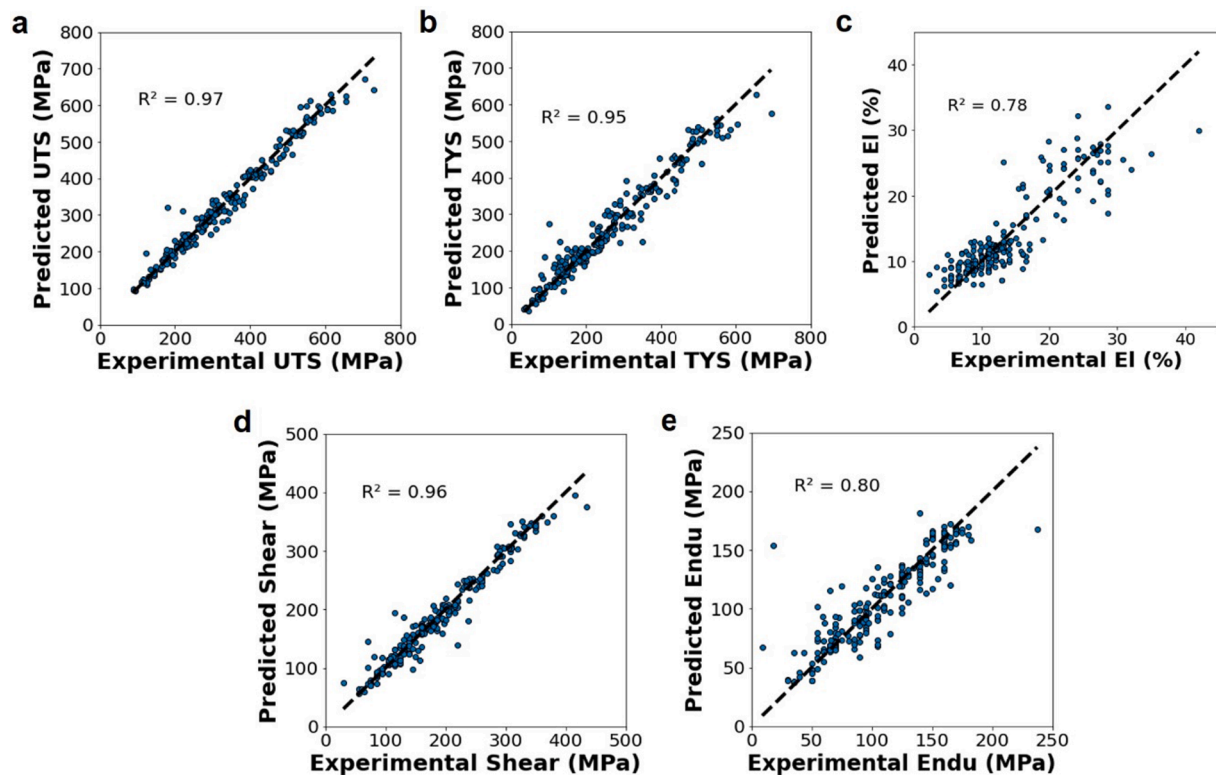 a
Predicted UTS (MPa)
800
700
600
500
400
300
200
100
0
R² = 0.97
0 200 400 600 800
Experimental UTS (MPa)
b
Predicted TYS (Mpa)
800
700
600
500
400
300
200
100
0
R² = 0.95
0 200 400 600 800
Experimental TYS (MPa)
c
Predicted El (%)
40
30
20
10
0
R² = 0.78
0 10 20 30 40
Experimental El (%)
d
Predicted Shear (MPa)
500
400
300
200
100
0
R² = 0.96
0 100 200 300 400 500
Experimental Shear (MPa)
e
Predicted Endu (MPa)
250
200
150
100
50
0
R² = 0.80
0 50 100 150 200 250
Experimental Endu (MPa)